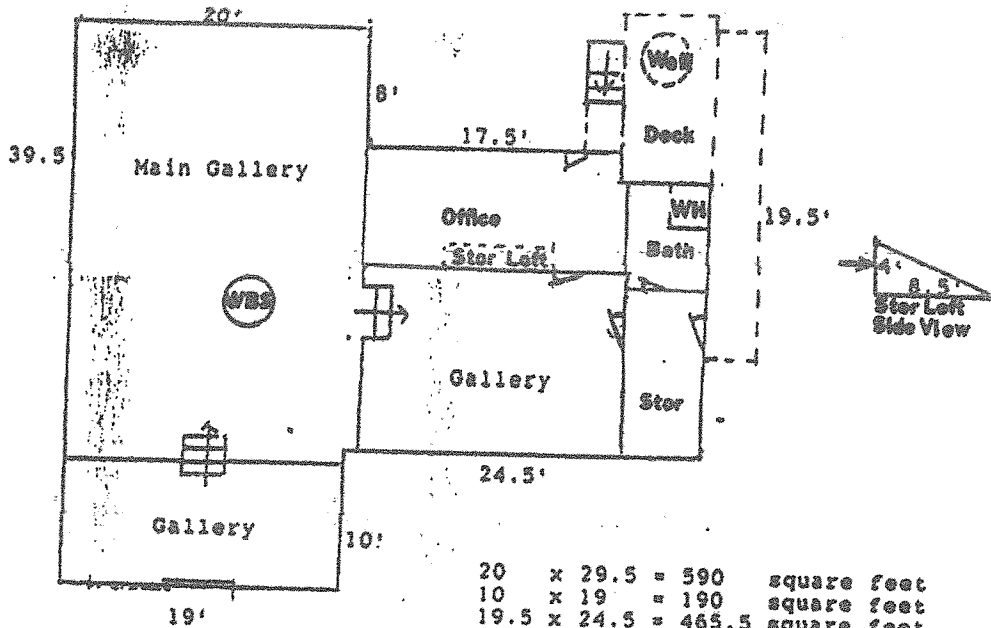 20'
8'
Well
Deck
17.5'
39.5
Main Gallery
Office
WH
19.5'
Stor Loft
Bath
WBS
4'
8.5'
Stor Loft
Side View
Gallery
Stor
24.5'
Gallery
10'
19'
20 x 29.5 = 590 square feet
10 x 19 = 190 square feet
19.5 x 24.5 = 465.5 square feet